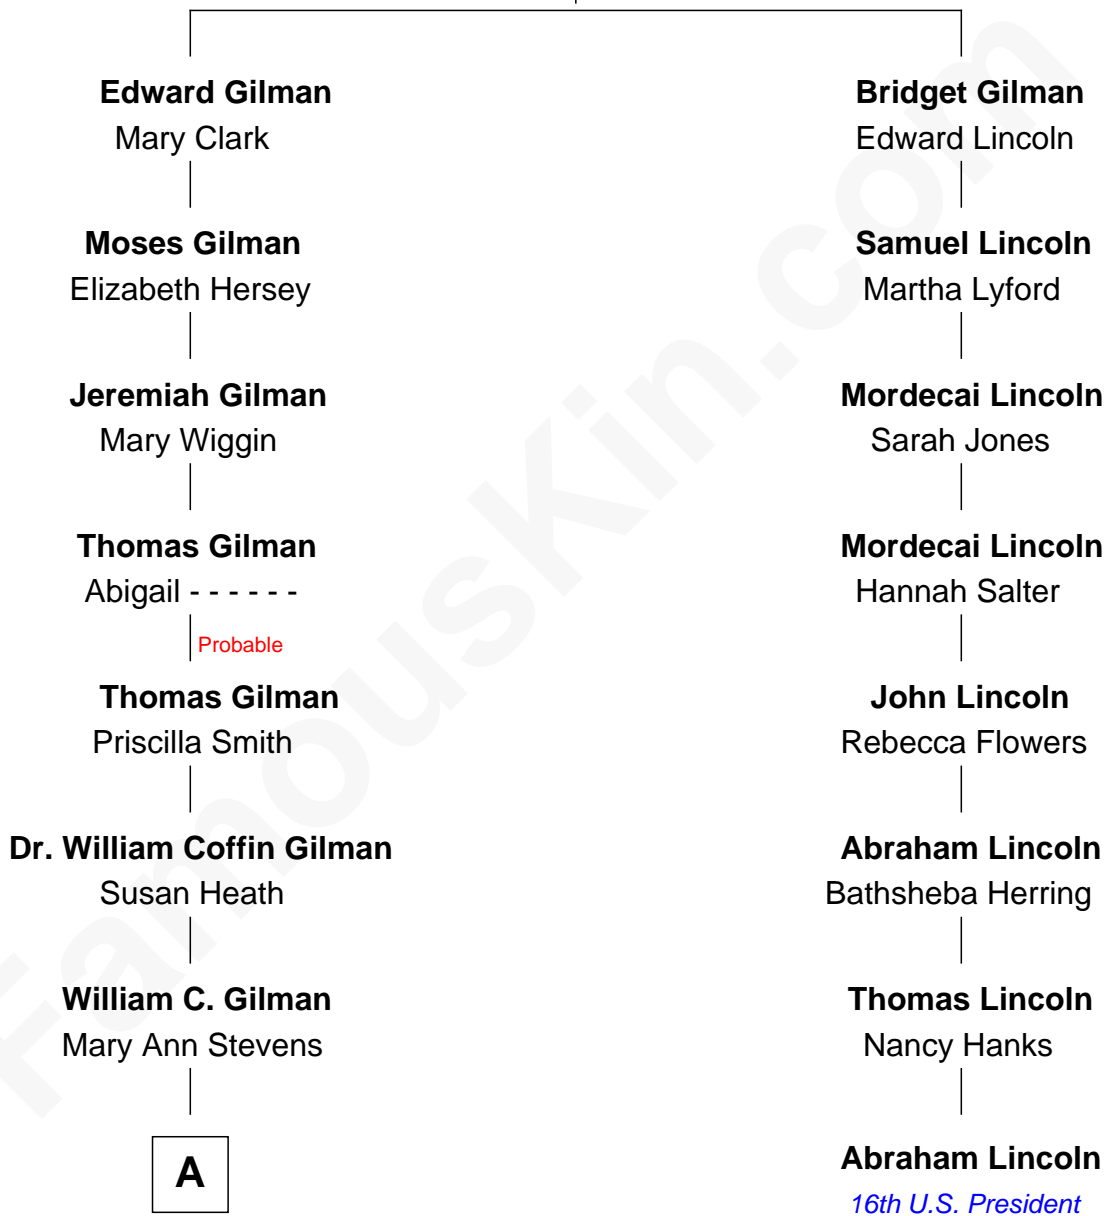 Edward Gilman
Mary Clark
Moses Gilman
Elizabeth Hersey
Jeremiah Gilman
Mary Wiggin
Thomas Gilman
Abigail - - - - - -
Probable
Thomas Gilman
Priscilla Smith
Dr. William Coffin Gilman
Susan Heath
William C. Gilman
Mary Ann Stevens
A
Bridget Gilman
Edward Lincoln
Samuel Lincoln
Martha Lyford
Mordecai Lincoln
Sarah Jones
Mordecai Lincoln
Hannah Salter
John Lincoln
Rebecca Flowers
Abraham Lincoln
Bathsheba Herring
Thomas Lincoln
Nancy Hanks
Abraham Lincoln
16th U.S. President
FamousKin.com